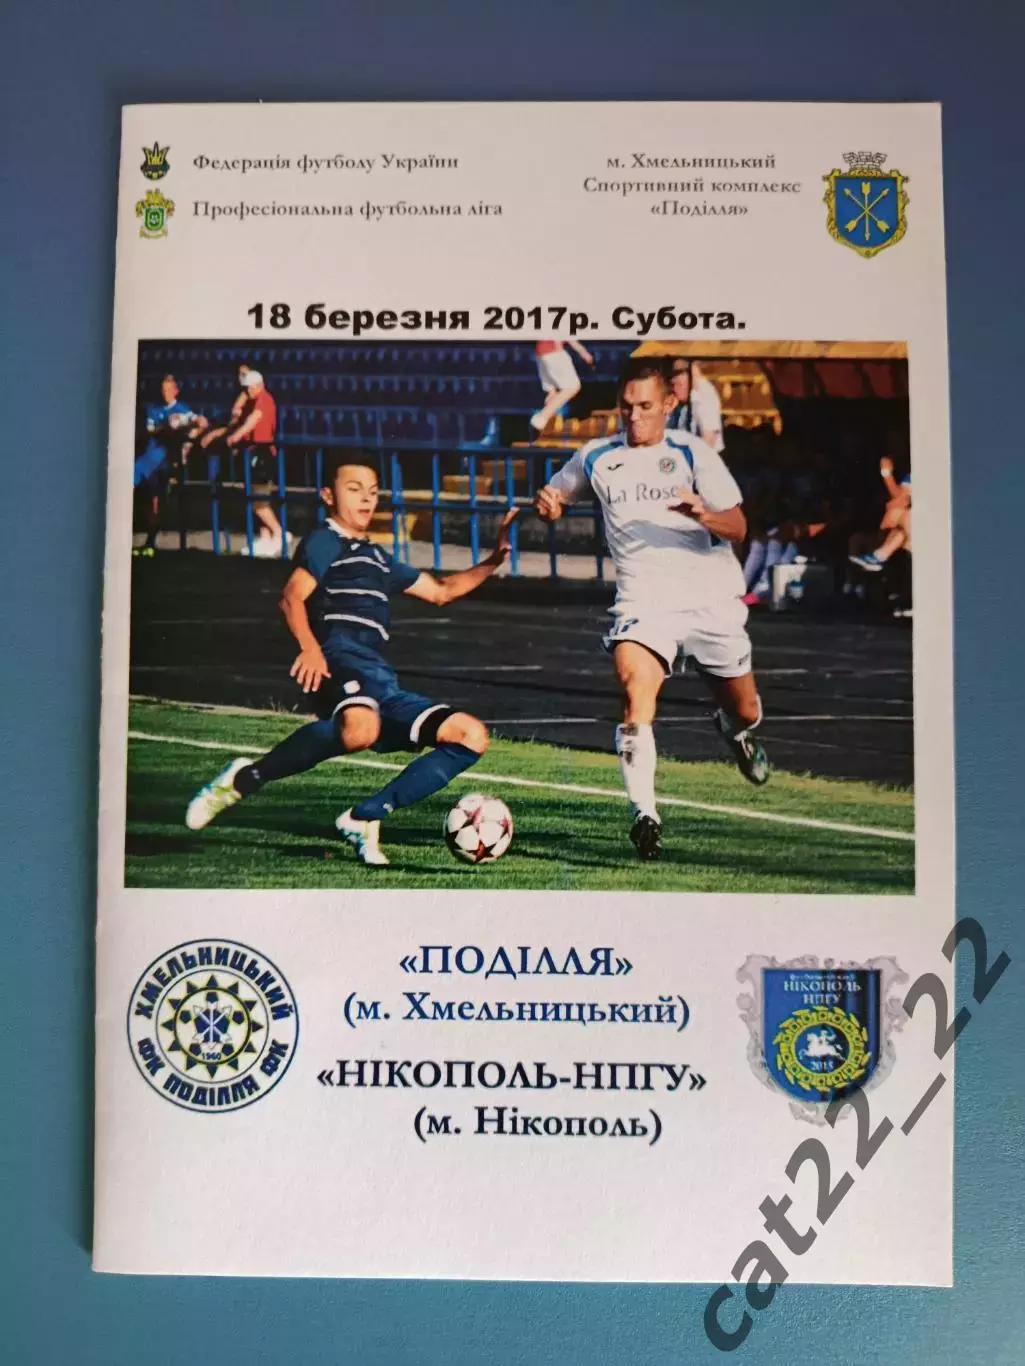 Федерація футболу України
Професіональна футбольна ліга
м. Хмельницький
Спортивний комплекс
«Поділля»
18 березня 2017р. Субота.
La Rose
«ПОДІЛЛЯ»
(м. Хмельницький)
«НІКОПОЛЬ-НПГУ»
(м. Нікополь)
ХМЕЛЬНИЦЬКИЙ
1960
ФК ПОДІЛЛЯ ФК
НІКОПОЛЬ
НПГУ
2015
cat22_22